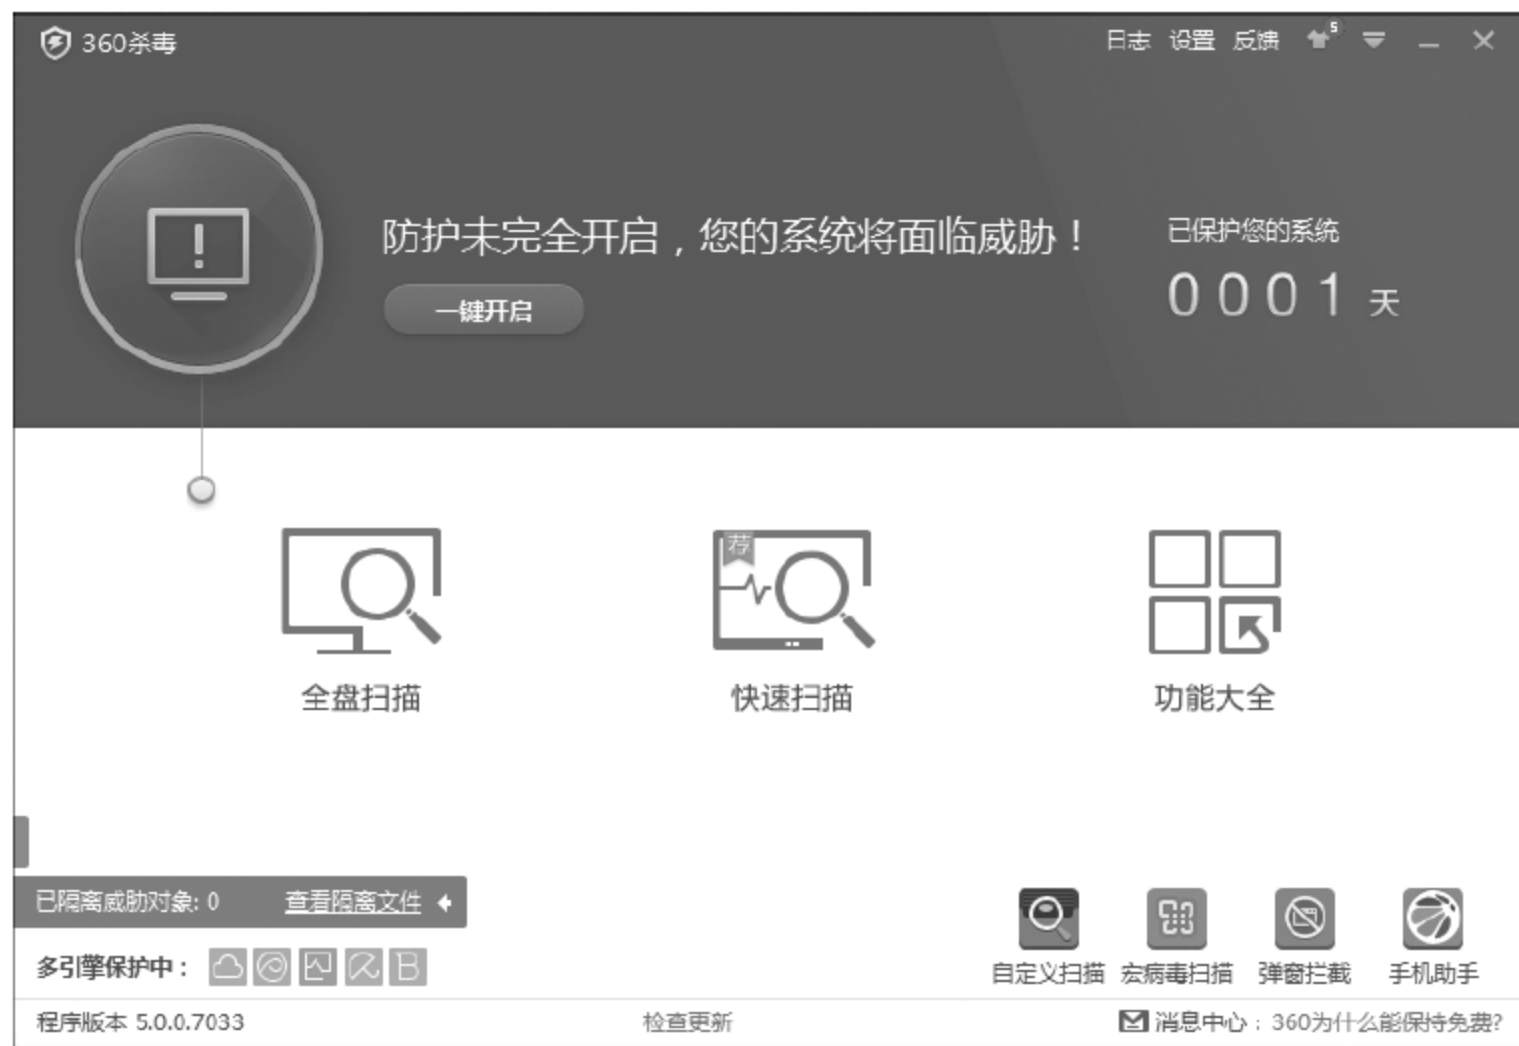 360杀毒
日志 设置 反馈 5
防护未完全开启，您的系统将面临威胁！
一键开启
已保护您的系统
0001 天
荐
全盘扫描
快速扫描
功能大全
已隔离威胁对象: 0 查看隔离文件
多引擎保护中：
自定义扫描 宏病毒扫描 弹窗拦截 手机助手
程序版本 5.0.0.7033
检查更新
消息中心：360为什么能保持免费?